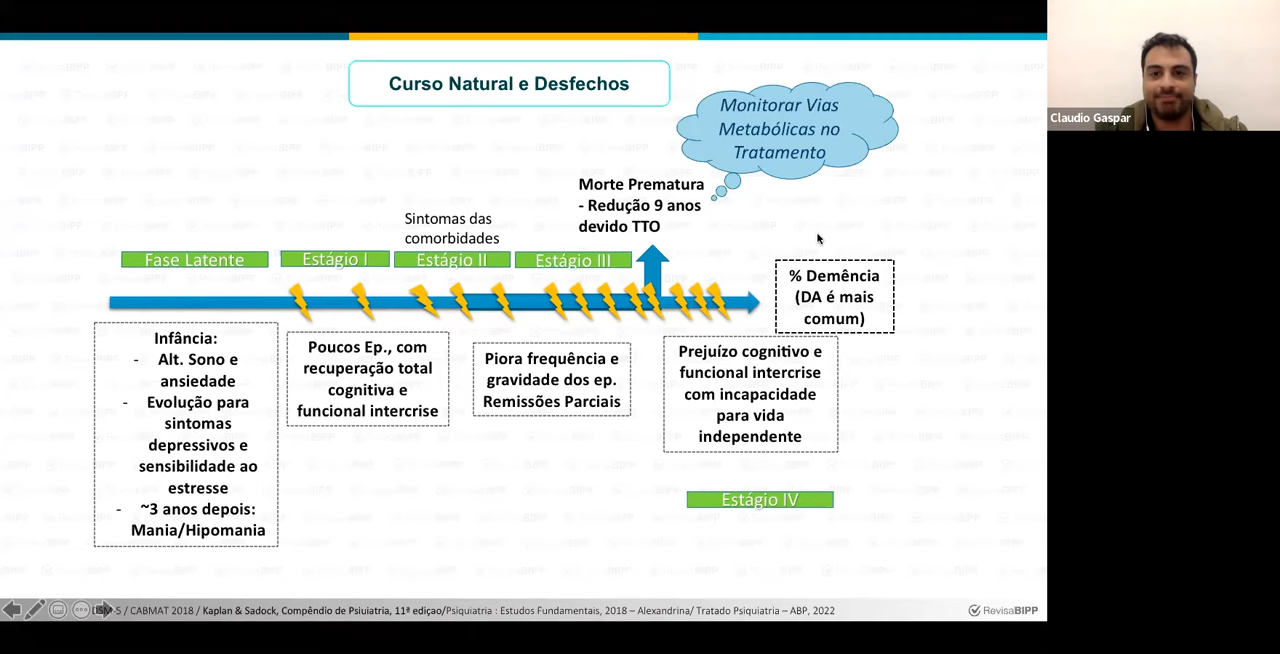 Curso Natural e Desfechos
Monitorar Vias
Metabólicas no
Tratamento
Claudio Gaspar
Morte Prematura
- Redução 9 anos
devido TTO
Sintomas das
comorbidades
Fase Latente
Estágio I
Estágio II
Estágio III
% Demência
(DA é mais
comum)
Infância:
- Alt. Sono e
ansiedade
- Evolução para
sintomas
depressivos e
sensibilidade ao
estresse
- ~3 anos depois:
Mania/Hipomania
Poucos Ep., com
recuperação total
cognitiva e
funcional intercrise
Piora frequência e
gravidade dos ep.
Remissões Parciais
Prejuízo cognitivo e
funcional intercrise
com incapacidade
para vida
independente
Estágio IV
DSM-5 / CABMAT 2018 / Kaplan & Sadock, Compêndio de Psiuiatria, 11ª ediçao/Psiquiatria : Estudos Fundamentais, 2018 – Alexandrina/ Tratado Psiquiatria – ABP, 2022
RevisaBIPP